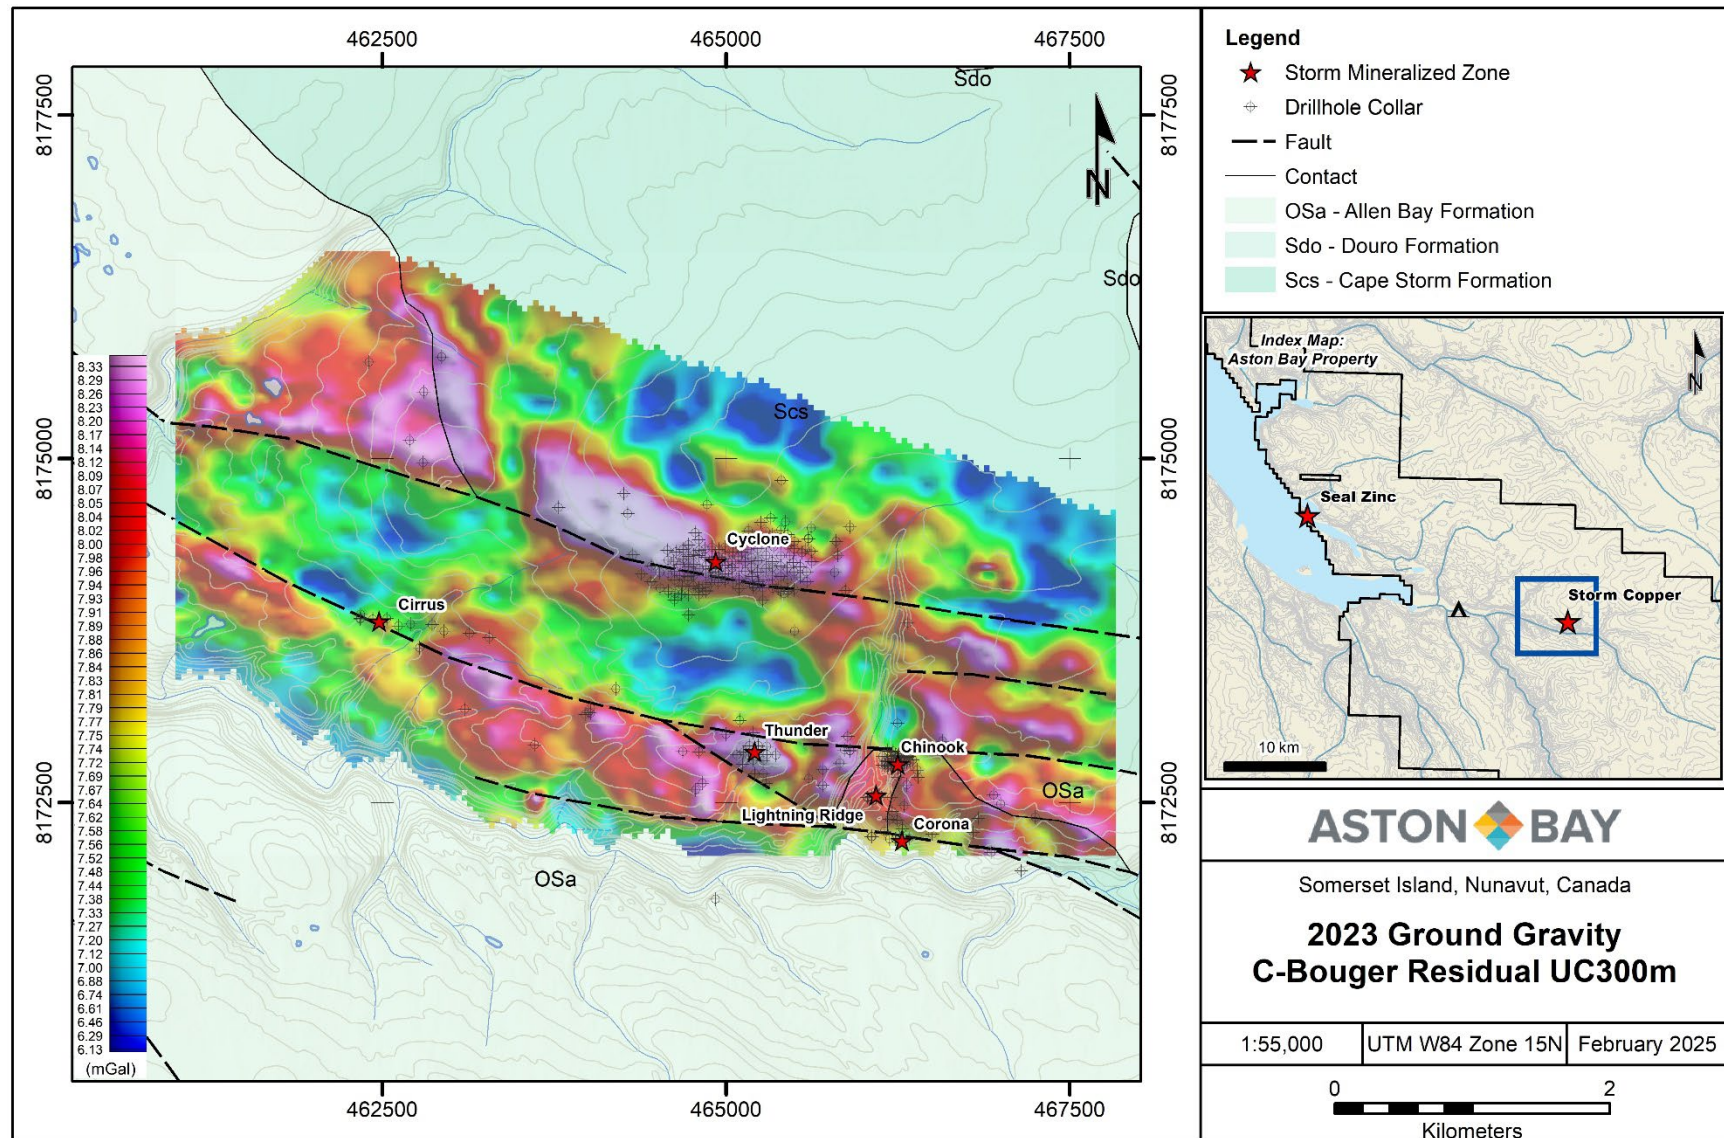 462500
465000
467500
8177500
8175000
8172500
8177500
8175000
8172500
462500
465000
467500
N
Sdo
Sdo
Scs
Cyclone
Cirrus
Thunder
Chinook
Lightning Ridge
Corona
OSa
OSa
8.33
8.29
8.26
8.23
8.20
8.17
8.14
8.12
8.09
8.07
8.04
8.02
8.00
7.98
7.96
7.94
7.93
7.91
7.89
7.88
7.86
7.84
7.83
7.81
7.79
7.77
7.75
7.74
7.72
7.69
7.67
7.64
7.62
7.58
7.56
7.52
7.48
7.44
7.38
7.33
7.27
7.20
7.12
7.00
6.88
6.74
6.61
6.46
6.29
6.13
(mGal)
Legend
Storm Mineralized Zone
Drillhole Collar
Fault
Contact
OSa - Allen Bay Formation
Sdo - Douro Formation
Scs - Cape Storm Formation
Index Map:
Aston Bay Property
N
Seal Zinc
Storm Copper
10 km
ASTON BAY
Somerset Island, Nunavut, Canada
2023 Ground Gravity
C-Bouger Residual UC300m
1:55,000
UTM W84 Zone 15N
February 2025
0
2
Kilometers